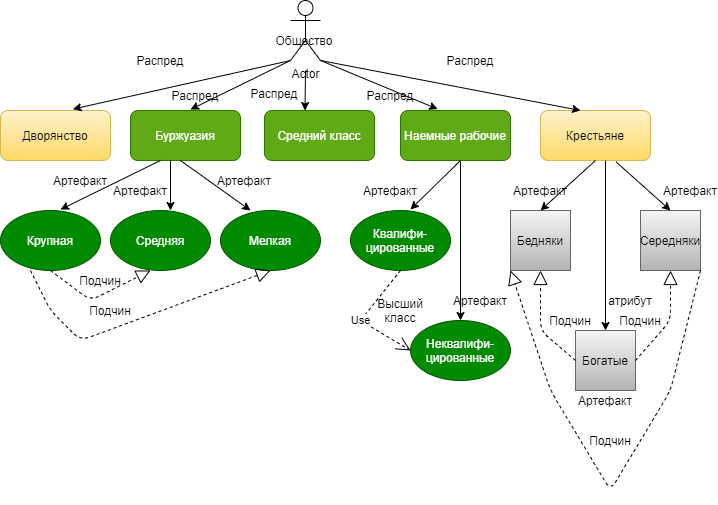 Общество
Actor
Распред
Распред
Распред
Распред
Распред
Дворянство
Буржуазия
Средний класс
Наемные рабочие
Крестьяне
Артефакт
Артефакт
Артефакт
Артефакт
Артефакт
Артефакт
Крупная
Средняя
Мелкая
Квалифи-
цированные
Бедняки
Середняки
Подчин
Подчин
Use
Высший
класс
Артефакт
атрибут
Подчин
Подчин
Неквалифи-
цированные
Богатые
Артефакт
Подчин